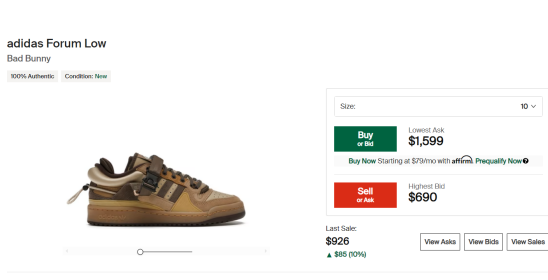 adidas Forum Low
Bad Bunny
100% Authentic
Condition: New
Size:
10
Buy
or Bid
Lowest Ask
$1,599
Buy Now Starting at $79/mo with affirm. Prequalify Now
Sell
or Ask
Highest Bid
$690
Last Sale:
$926
▲ $85 (10%)
View Asks
View Bids
View Sales